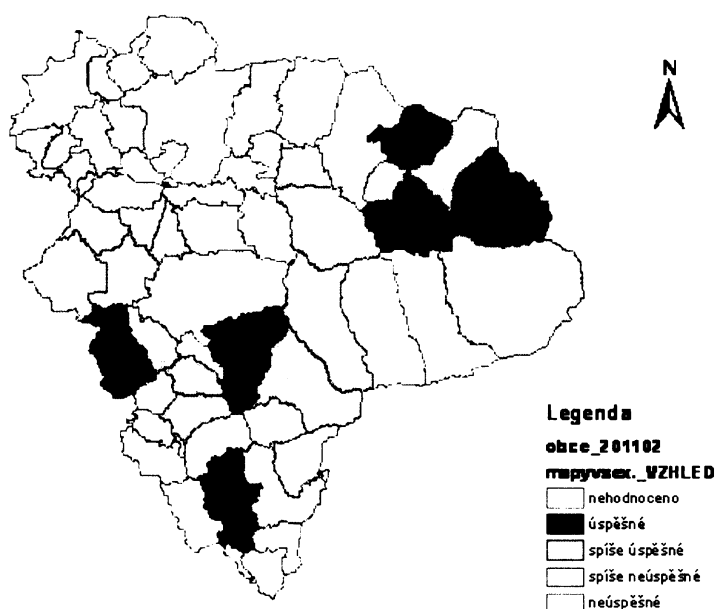 N
Legenda
obce_201102
mapyvsex._VZHLED
nehodnoceno
úspěšné
spíše úspěšné
spíše neúspěšné
neúspěšné